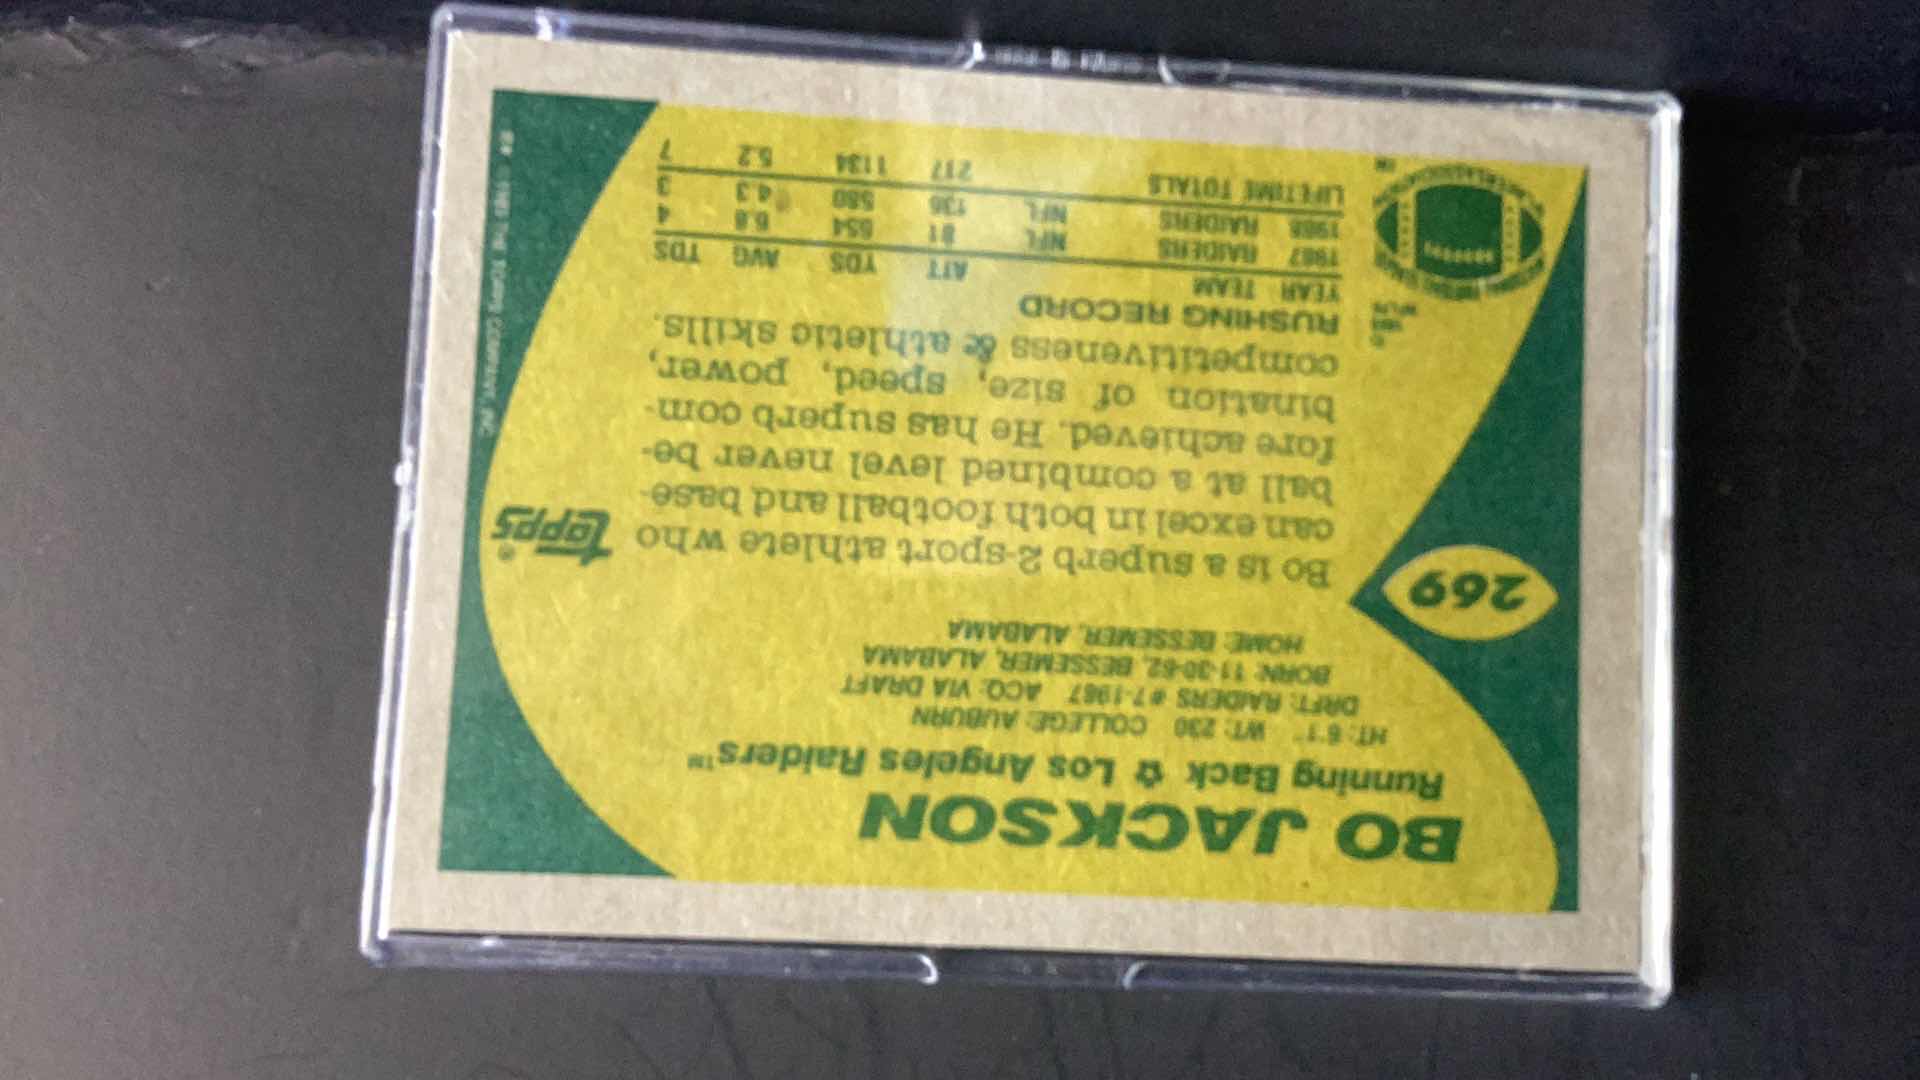 BO JACKSON
Running Back ☆ Los Angeles Raiders™
HT: 6'1" WT: 230 COLLEGE: AUBURN
DRFT: RAIDERS #7-1987 ACQ: VIA DRAFT
BORN: 11-30-62, BESSEMER, ALABAMA
HOME: BESSEMER, ALABAMA
269
Bo is a superb 2-sport athlete who
can excel in both football and base-
ball at a combined level never be-
fore achieved. He has superb com-
bination of size, speed, power,
competitiveness & athletic skills.
topps®
RUSHING RECORD
YEAR TEAM ATT YDS AVG TDS
1987 RAIDERS NFL 81 554 6.8 4
1988 RAIDERS NFL 136 580 4.3 3
LIFETIME TOTALS 217 1134 5.2 7
THE TOPPS COMPANY, INC.